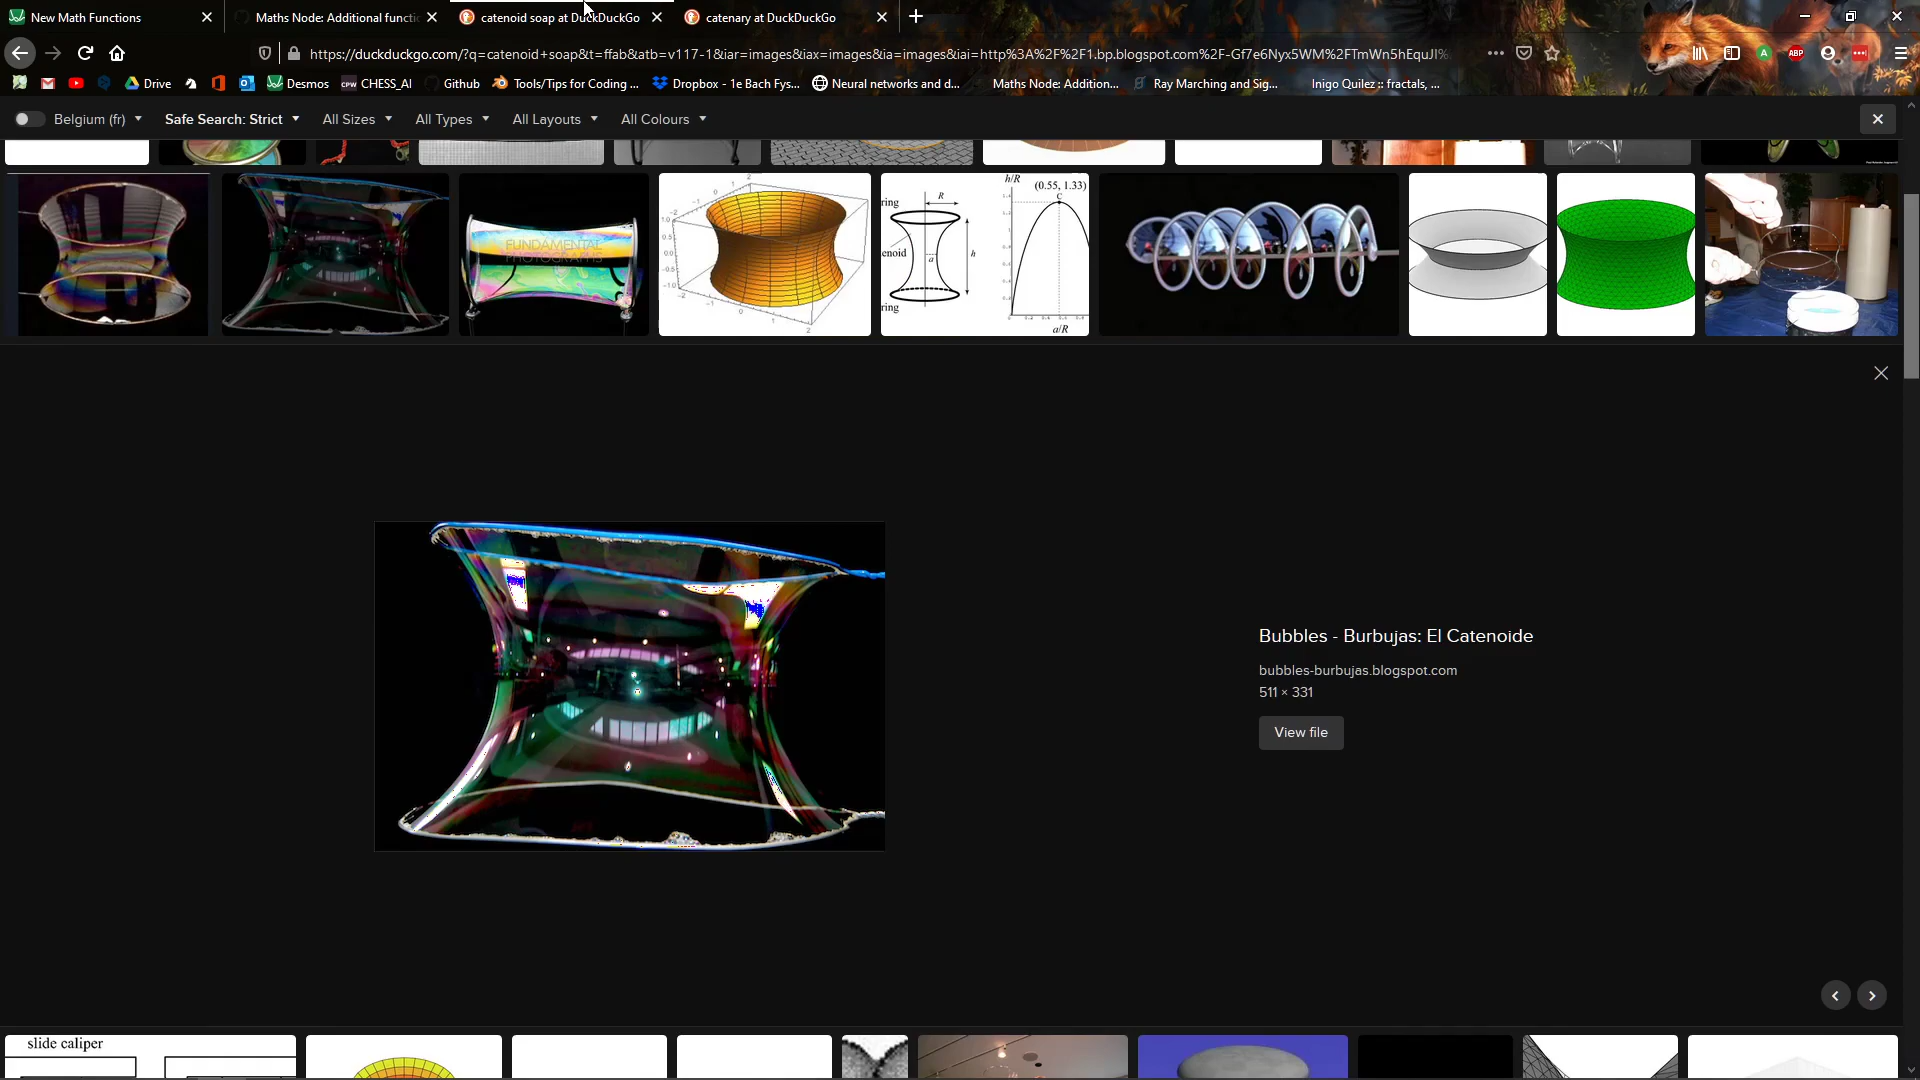 New Math Functions
Maths Node: Additional functi
catenoid soap at DuckDuckGo
catenary at DuckDuckGo
https://duckduckgo.com/?q=catenoid+soap&t=ffab&atb=v117-1&iar=images&iax=images&ia=images&iai=http%3A%2F%2F1.bp.blogspot.com%2F-Gf7e6Nyx5WM%2FTmWn5hEquJI%
A ABP
Drive
Desmos
CPW CHESS_AI
Github
Tools/Tips for Coding ...
Dropbox - 1e Bach Fys...
Neural networks and d...
Maths Node: Addition...
Ray Marching and Sig...
Inigo Quilez :: fractals, ...
Belgium (fr)
Safe Search: Strict
All Sizes
All Types
All Layouts
All Colours
FUNDAMENTAL
PHOTOGRAPHS
ring
R
enoid
a
h
ring
h/R
(0.55, 1.33)
C
a/R
Bubbles - Burbujas: El Catenoide
bubbles-burbujas.blogspot.com
511 × 331
View file
slide caliper